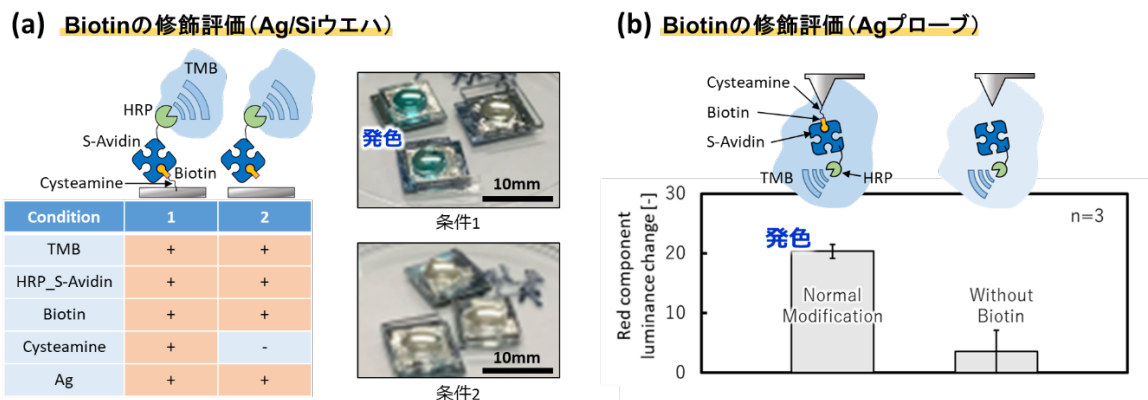 (a) Biotinの修飾評価(Ag/Siウエハ)
TMB
HRP
S-Avidin
Biotin
Cysteamine
Condition 1 2
TMB + +
HRP_S-Avidin + +
Biotin + +
Cysteamine + -
Ag + +
発色
10mm
条件1
10mm
条件2
(b) Biotinの修飾評価(Agプローブ)
Cysteamine
Biotin
S-Avidin
TMB
HRP
Red component
luminance change [-]
30
20
10
0
n=3
発色
Normal
Modification
Without
Biotin